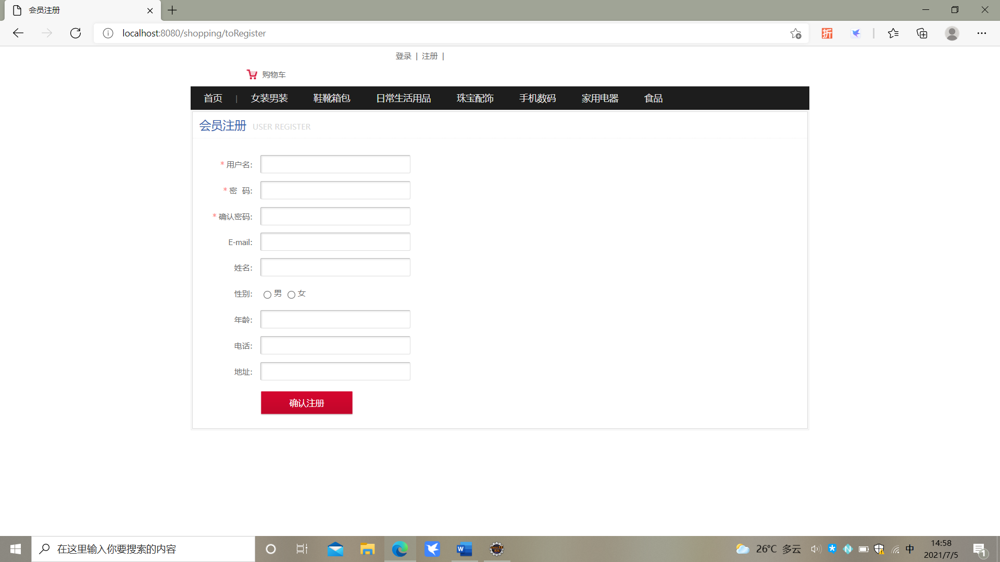 会员注册
localhost:8080/shopping/toRegister
折
登录 | 注册 |
购物车
首页 | 女装男装 鞋靴箱包 日常生活用品 珠宝配饰 手机数码 家用电器 食品
会员注册 USER REGISTER
* 用户名:
* 密 码:
* 确认密码:
E-mail:
姓名:
性别: 男 女
年龄:
电话:
地址:
确认注册
在这里输入你要搜索的内容
W
26°C 多云
中
14:58
2021/7/5
1